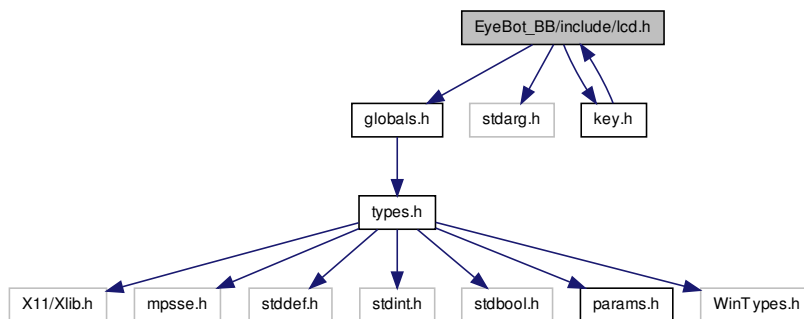 EyeBot_BB/include/lcd.h
globals.h
stdarg.h
key.h
types.h
X11/Xlib.h
mpsse.h
stddef.h
stdint.h
stdbool.h
params.h
WinTypes.h